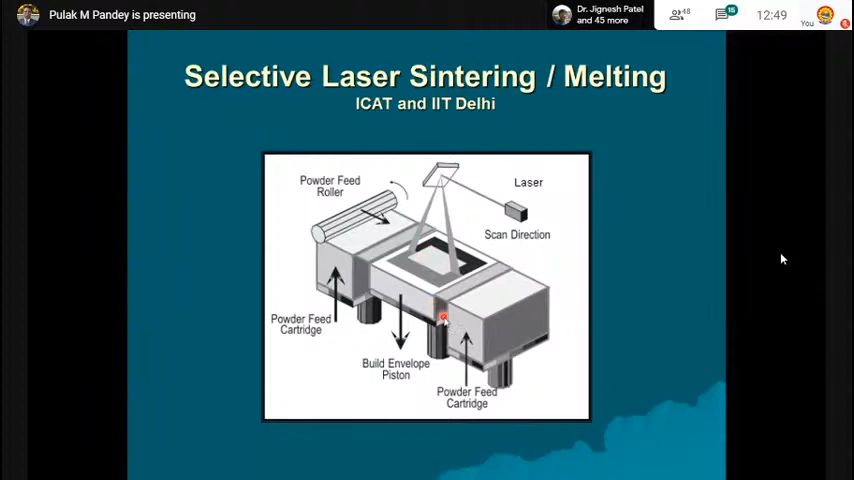 Pulak M Pandey is presenting
Dr. Jignesh Patel
and 45 more
48
15
12:49
You
Selective Laser Sintering / Melting
ICAT and IIT Delhi
Powder Feed
Roller
Laser
Scan Direction
Powder Feed
Cartridge
Build Envelope
Piston
Powder Feed
Cartridge